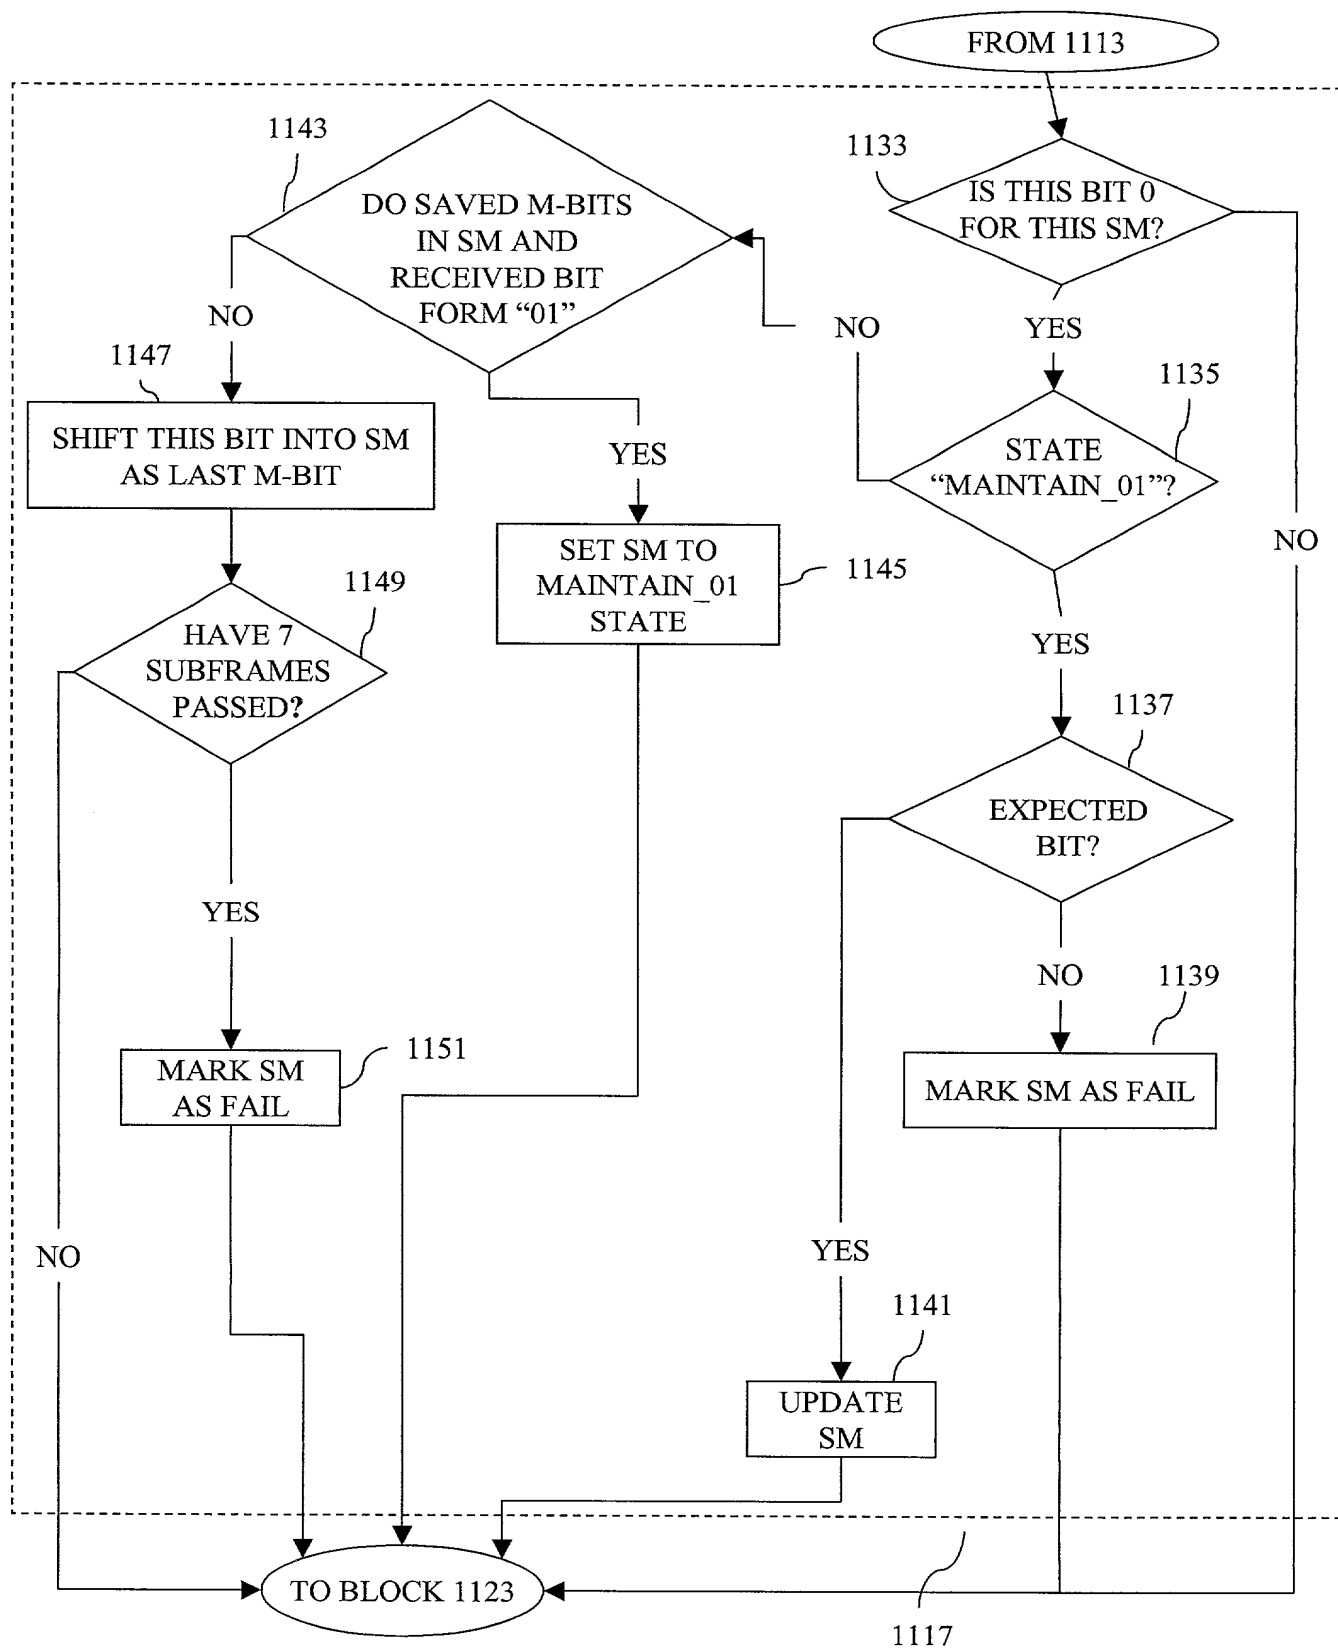 FROM 1113
1133
IS THIS BIT 0
FOR THIS SM?
NO
YES
1135
STATE
“MAINTAIN_01”?
NO
YES
1137
EXPECTED
BIT?
NO
1139
MARK SM AS FAIL
YES
1141
UPDATE
SM
1143
DO SAVED M-BITS
IN SM AND
RECEIVED BIT
FORM “01”
NO
YES
1145
SET SM TO
MAINTAIN_01
STATE
1147
SHIFT THIS BIT INTO SM
AS LAST M-BIT
1149
HAVE 7
SUBFRAMES
PASSED?
NO
YES
1151
MARK SM
AS FAIL
TO BLOCK 1123
1117